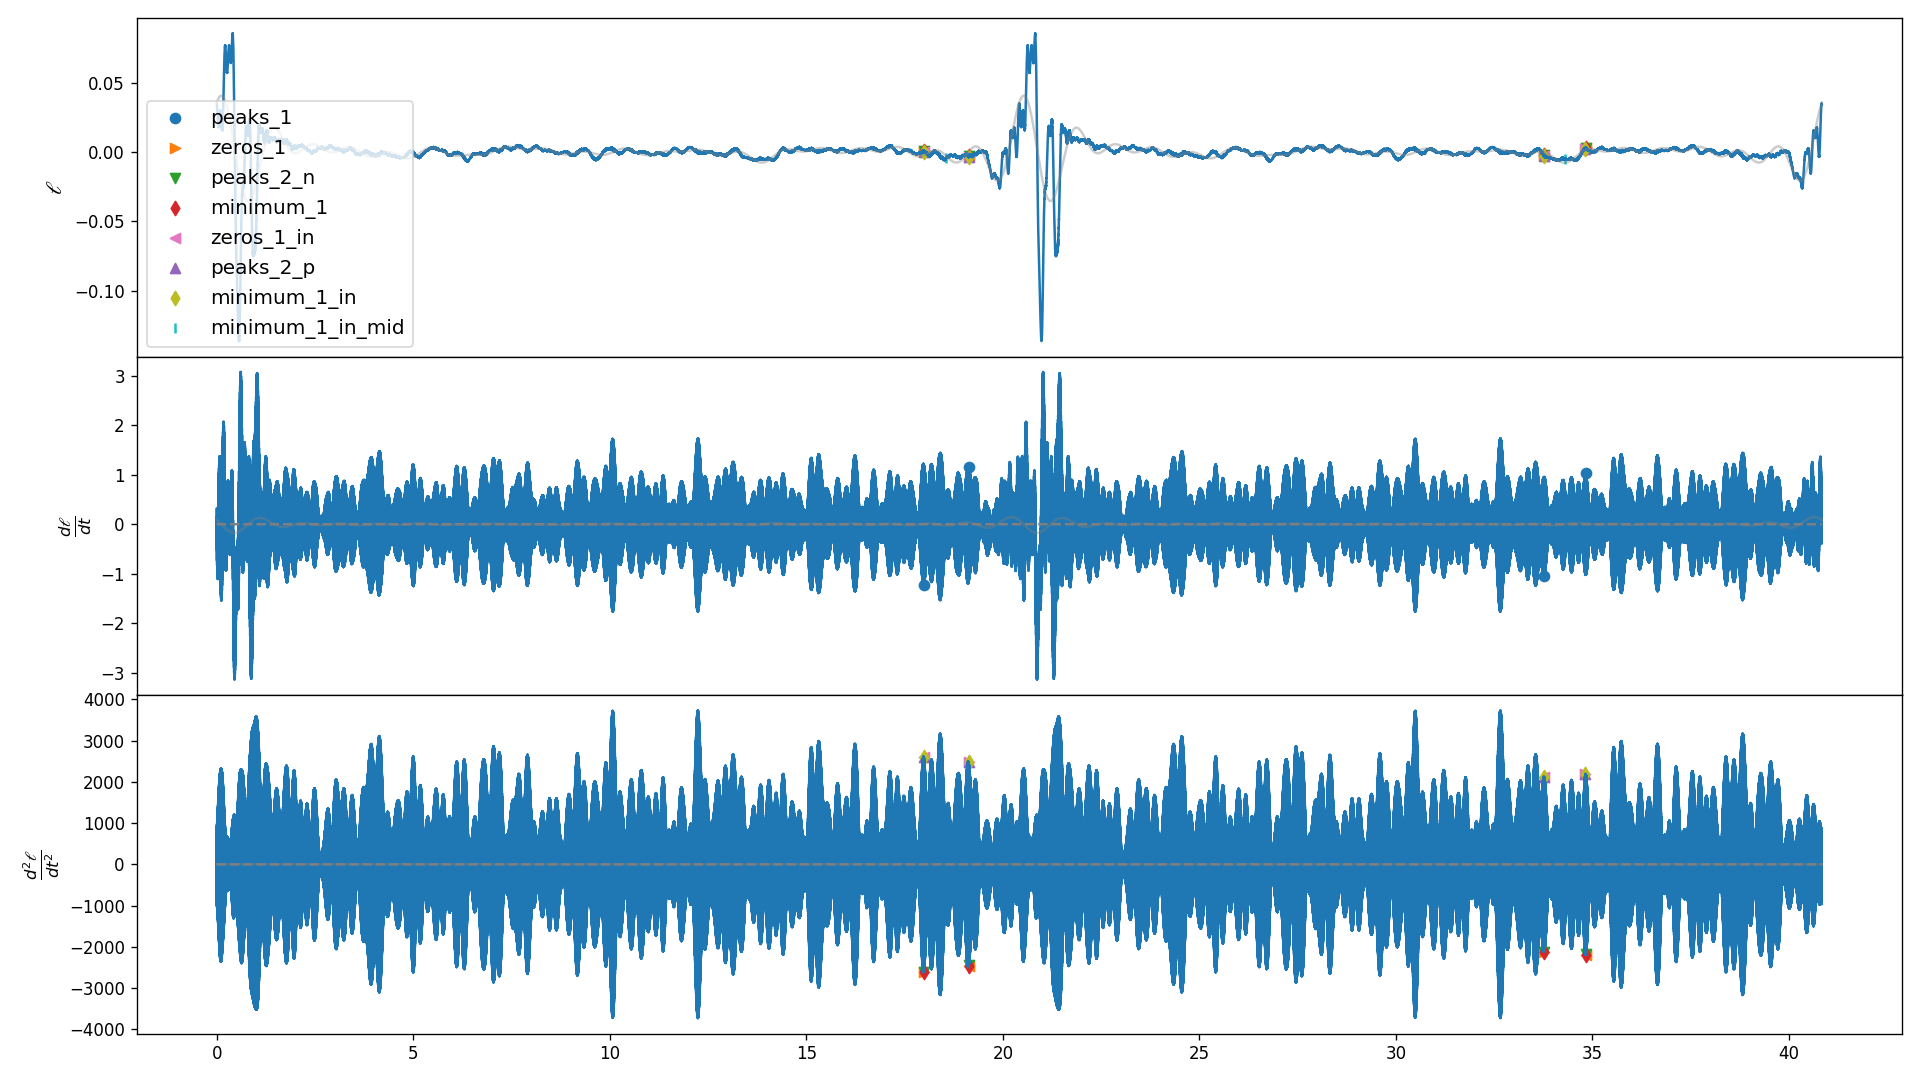 0.05
0.00
−0.05
−0.10
ℓ
peaks_1
zeros_1
peaks_2_n
minimum_1
zeros_1_in
peaks_2_p
minimum_1_in
minimum_1_in_mid
3
2
1
0
−1
−2
−3
dℓ
dt
4000
3000
2000
1000
0
−1000
−2000
−3000
−4000
d²ℓ
dt²
0 5 10 15 20 25 30 35 40